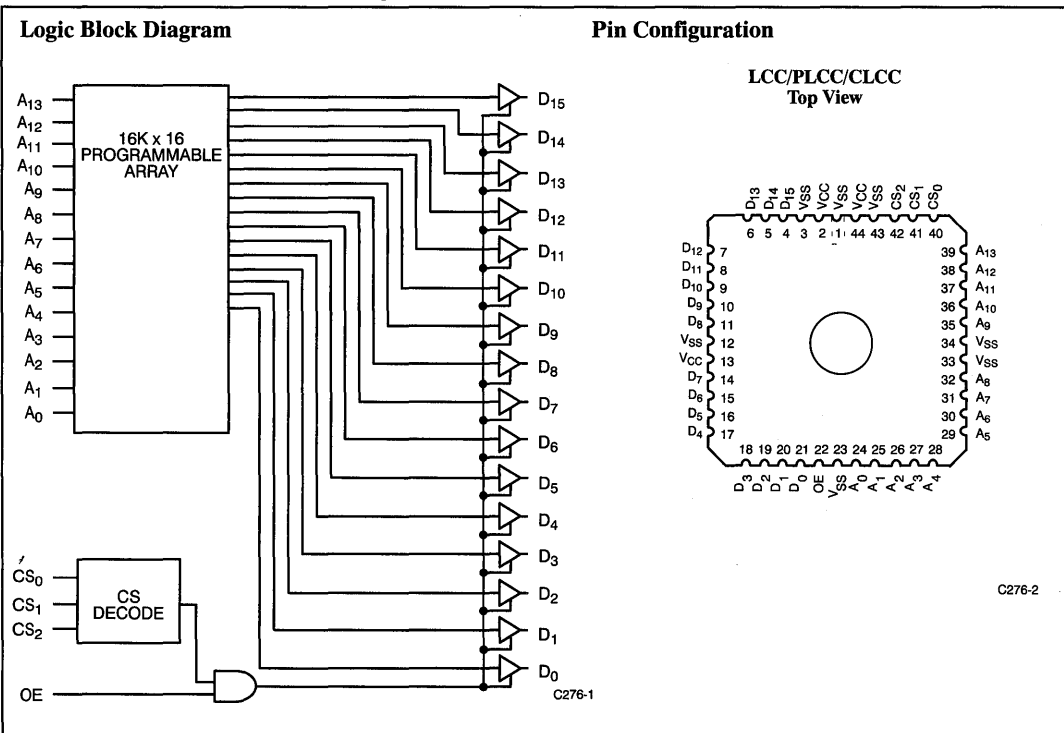 Logic Block Diagram
A13
A12
A11
A10
A9
A8
A7
A6
A5
A4
A3
A2
A1
A0
16K x 16
PROGRAMMABLE
ARRAY
D15
D14
D13
D12
D11
D10
D9
D8
D7
D6
D5
D4
D3
D2
D1
D0
CS0
CS1
CS2
CS
DECODE
OE
C276-1
Pin Configuration
LCC/PLCC/CLCC
Top View
D13 D14 D15 VSS VCC VSS VCC VSS CS2 CS1 CS0
6 5 4 3 2 1 44 43 42 41 40
D12 7
D11 8
D10 9
D9 10
D8 11
VSS 12
VCC 13
D7 14
D6 15
D5 16
D4 17
39 A13
38 A12
37 A11
36 A10
35 A9
34 VSS
33 VSS
32 A8
31 A7
30 A6
29 A5
18 19 20 21 22 23 24 25 26 27 28
D3 D2 D1 D0 OE VSS A0 A1 A2 A3 A4
C276-2